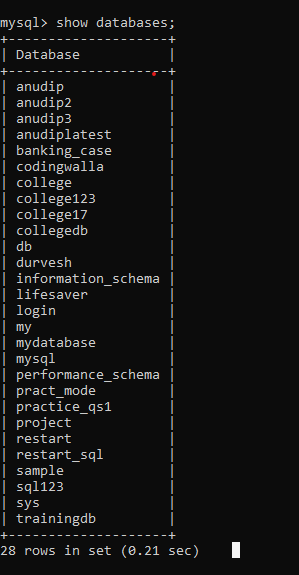 mysql> show databases;
+--------------------+
| Database           |
+--------------------+
| anudip             |
| anudip2            |
| anudip3            |
| anudiplatest       |
| banking_case       |
| codingwalla        |
| college            |
| college123         |
| college17          |
| collegedb          |
| db                 |
| durvesh            |
| information_schema |
| lifesaver          |
| login              |
| my                 |
| mydatabase         |
| mysql              |
| performance_schema |
| pract_mode         |
| practice_qs1       |
| project            |
| restart            |
| restart_sql        |
| sample             |
| sql123             |
| sys                |
| trainingdb         |
+--------------------+
28 rows in set (0.21 sec)